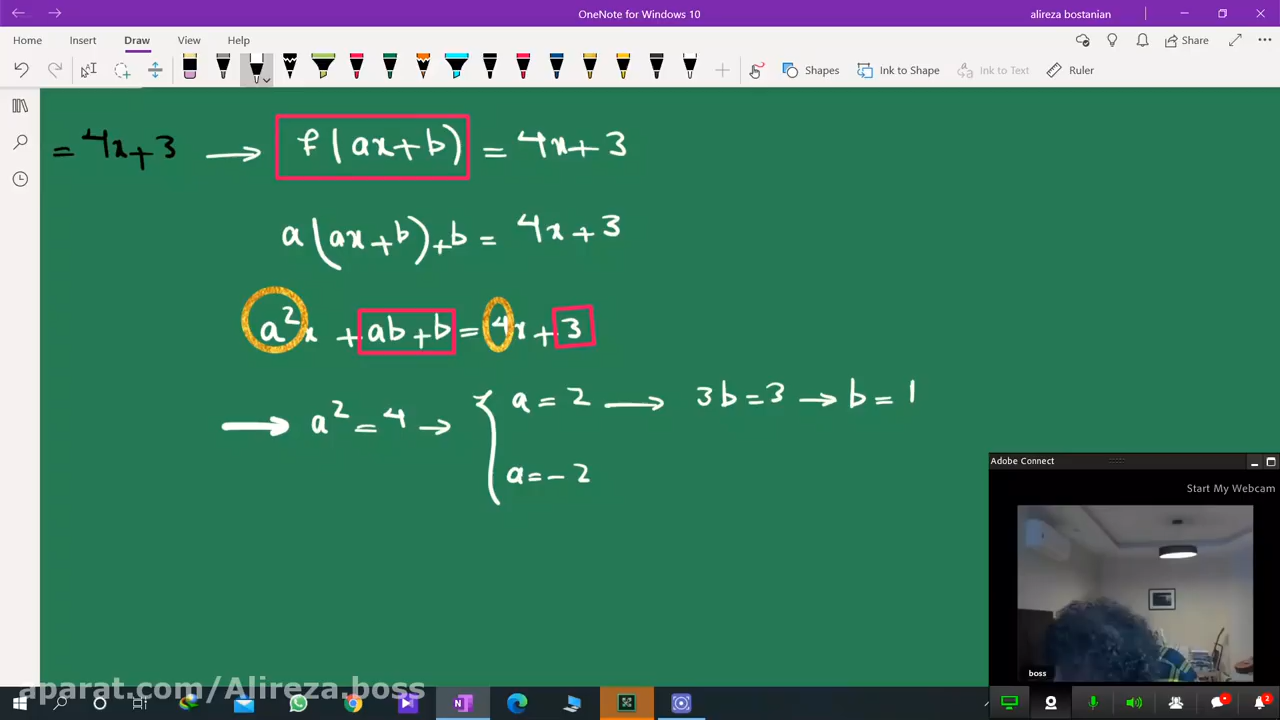 OneNote for Windows 10
alireza bostanian
Home Insert Draw View Help
Share
Shapes Ink to Shape Ink to Text Ruler
= 4x+3 → f(ax+b) = 4x+3
a(ax+b)+b = 4x+3
a²x + ab+b = 4x+3
→ a² = 4 → { a = 2 → 3b=3 → b = 1
a=-2
Adobe Connect
Start My Webcam
boss
aparat.com/Alireza.boss